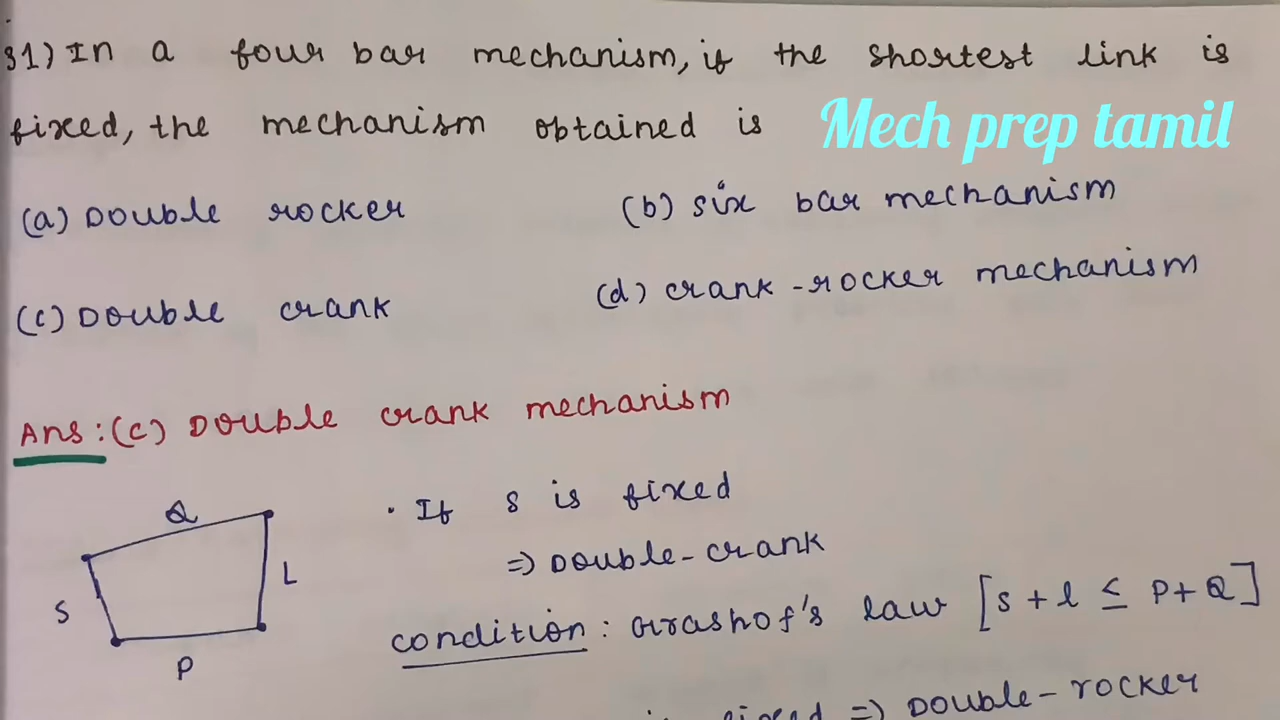 31) In a four bar mechanism, if the shortest link is
fixed, the mechanism obtained is
Mech prep tamil
(a) Double rocker
(b) six bar mechanism
(c) Double crank
(d) crank-rocker mechanism
Ans: (c) Double crank mechanism
Q
S
L
P
· If s is fixed
=> Double-crank
condition: Grashof's law [s + l ≤ P + Q]
is fixed => Double-rocker